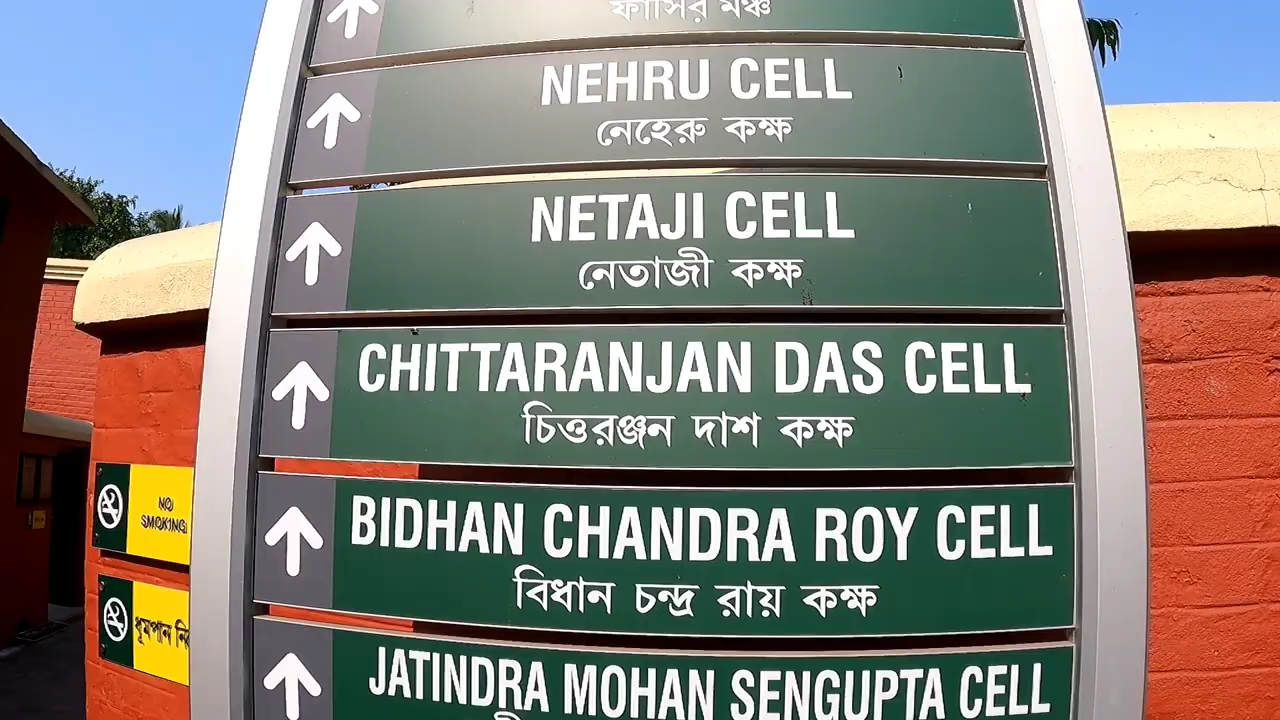 ফাঁসির মঞ্চ
NEHRU CELL
নেহেরু কক্ষ
NETAJI CELL
নেতাজী কক্ষ
CHITTARANJAN DAS CELL
চিত্তরঞ্জন দাশ কক্ষ
BIDHAN CHANDRA ROY CELL
বিধান চন্দ্র রায় কক্ষ
JATINDRA MOHAN SENGUPTA CELL
NO
SMOKING
ধূমপান